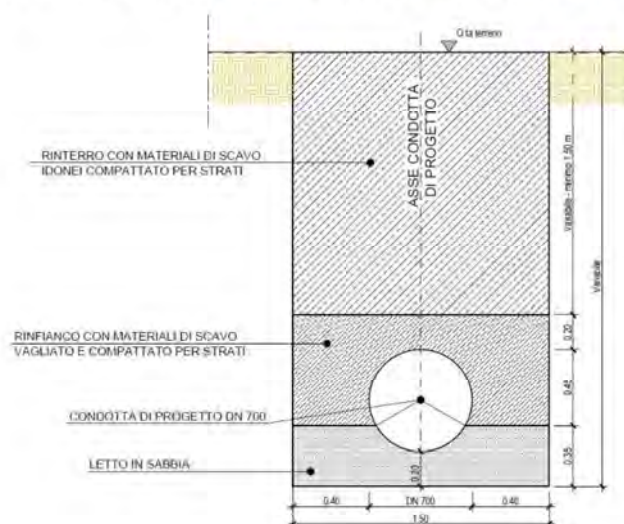 Q.ta terreno
ASSE CONDOTTA
DI PROGETTO
RINTERRO CON MATERIALI DI SCAVO
IDONEI COMPATTATO PER STRATI
Variabile - minimo 1,50 m
Variabile
RINFIANCO CON MATERIALI DI SCAVO
VAGLIATO E COMPATTATO PER STRATI
0.20
0.45
CONDOTTA DI PROGETTO DN 700
LETTO IN SABBIA
0.20
0.35
0.40
DN 700
0.40
1.50